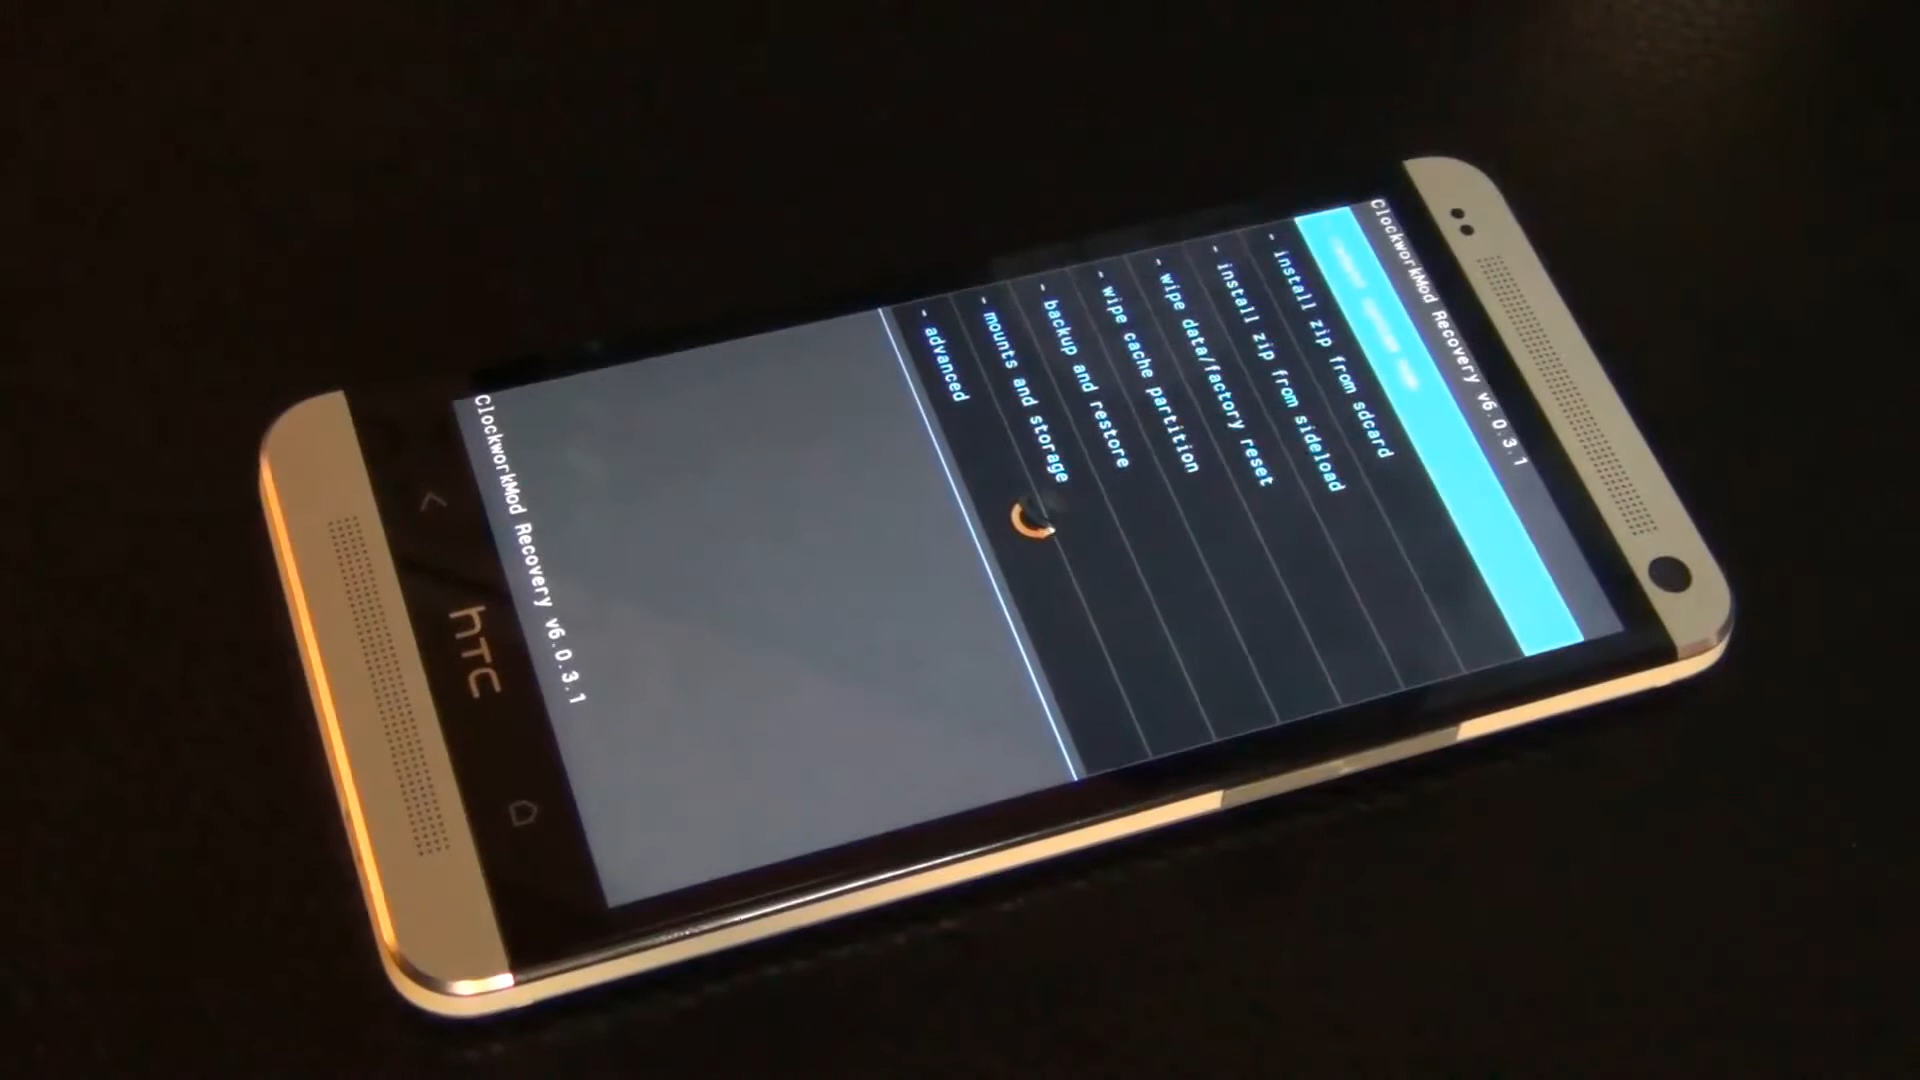 ClockworkMod Recovery v6.0.3.1
- install zip from sdcard
- install zip from sideload
- wipe data/factory reset
- wipe cache partition
- backup and restore
- mounts and storage
- advanced
ClockworkMod Recovery v6.0.3.1
hTC